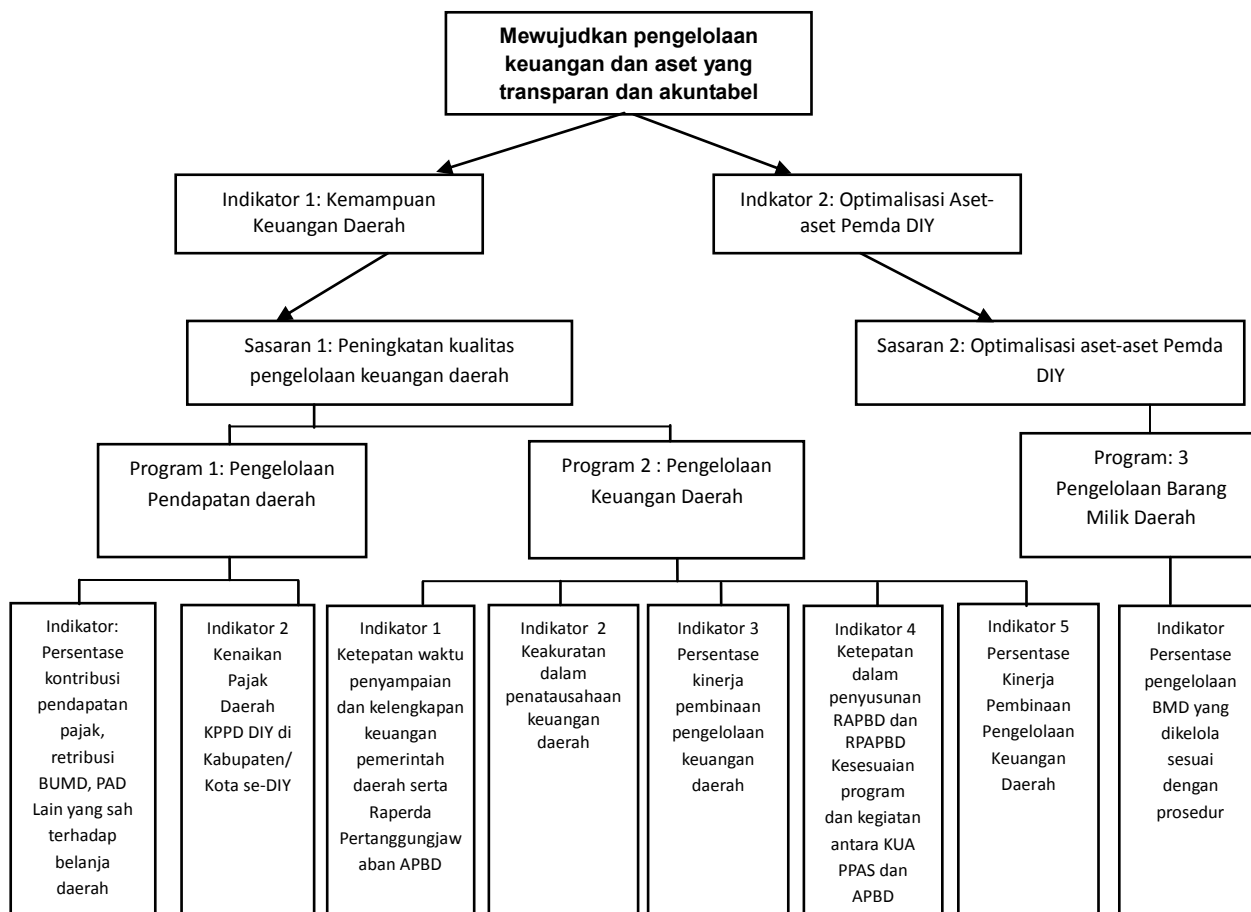 Mewujudkan pengelolaan
keuangan dan aset yang
transparan dan akuntabel
Indikator 1: Kemampuan
Keuangan Daerah
Indkator 2: Optimalisasi Aset-
aset Pemda DIY
Sasaran 1: Peningkatan kualitas
pengelolaan keuangan daerah
Sasaran 2: Optimalisasi aset-aset Pemda
DIY
Program 1: Pengelolaan
Pendapatan daerah
Program 2 : Pengelolaan
Keuangan Daerah
Program: 3
Pengelolaan Barang
Milik Daerah
Indikator:
Persentase
kontribusi
pendapatan
pajak,
retribusi
BUMD, PAD
Lain yang sah
terhadap
belanja
daerah
Indikator 2
Kenaikan
Pajak
Daerah
KPPD DIY di
Kabupaten/
Kota se-DIY
Indikator 1
Ketepatan waktu
penyampaian
dan kelengkapan
keuangan
pemerintah
daerah serta
Raperda
Pertanggungjaw
aban APBD
Indikator 2
Keakuratan
dalam
penatausahaan
keuangan
daerah
Indikator 3
Persentase
kinerja
pembinaan
pengelolaan
keuangan
daerah
Indikator 4
Ketepatan
dalam
penyusunan
RAPBD dan
RPAPBD
Kesesuaian
program
dan kegiatan
antara KUA
PPAS dan
APBD
Indikator 5
Persentase
Kinerja
Pembinaan
Pengelolaan
Keuangan
Daerah
Indikator
Persentase
pengelolaan
BMD yang
dikelola
sesuai
dengan
prosedur